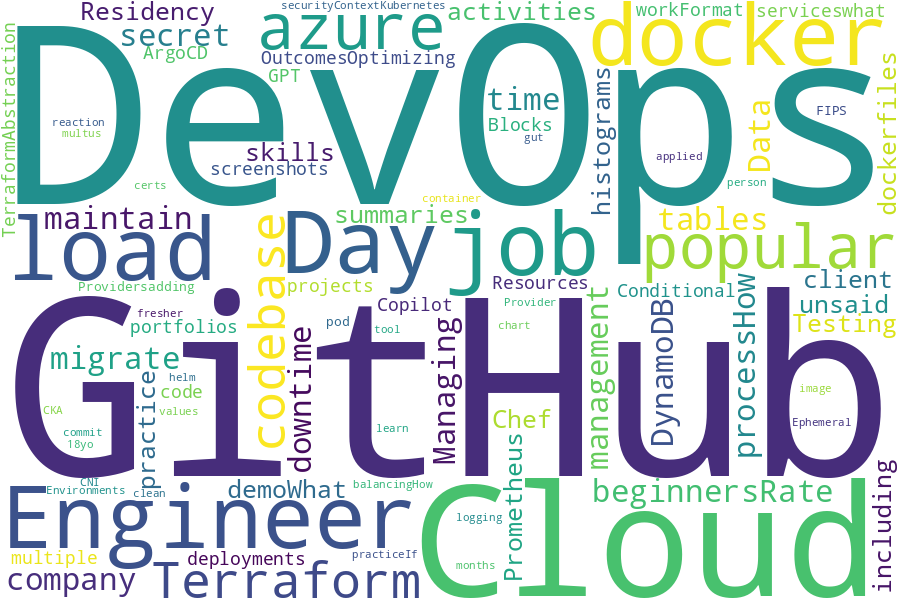 securityContextKubernetes
Residency
secret
azure
activities
workFormat
serviceswhat
docker
ArgoCD
OutcomesOptimizing
GPT
DevOps
TerraformAbstraction
reaction
multus
time
Blocks
gut
histograms
Data
FIPS
dockerfiles
skills
screenshots
applied
certs
person
container
maintain
load
codebase
Day
summaries
job
tables
popular
Providersadding
projects
Resources
Conditional
client
unsaid
Testing
GitHub
fresher
portfolios
Copilot
Provider
pod
tool
chart
migrate
downtime
Managing
management
DynamoDB
processHow
helm
code
values
practice
CKA
commit
18yo
learn
Chef
image
Ephemeral
CNI
Environments
clean
demoWhat
balancingHow
Prometheus
beginnersRate
including
Engineer
Cloud
logging
multiple
deployments
practiceIf
months
company
Terraform